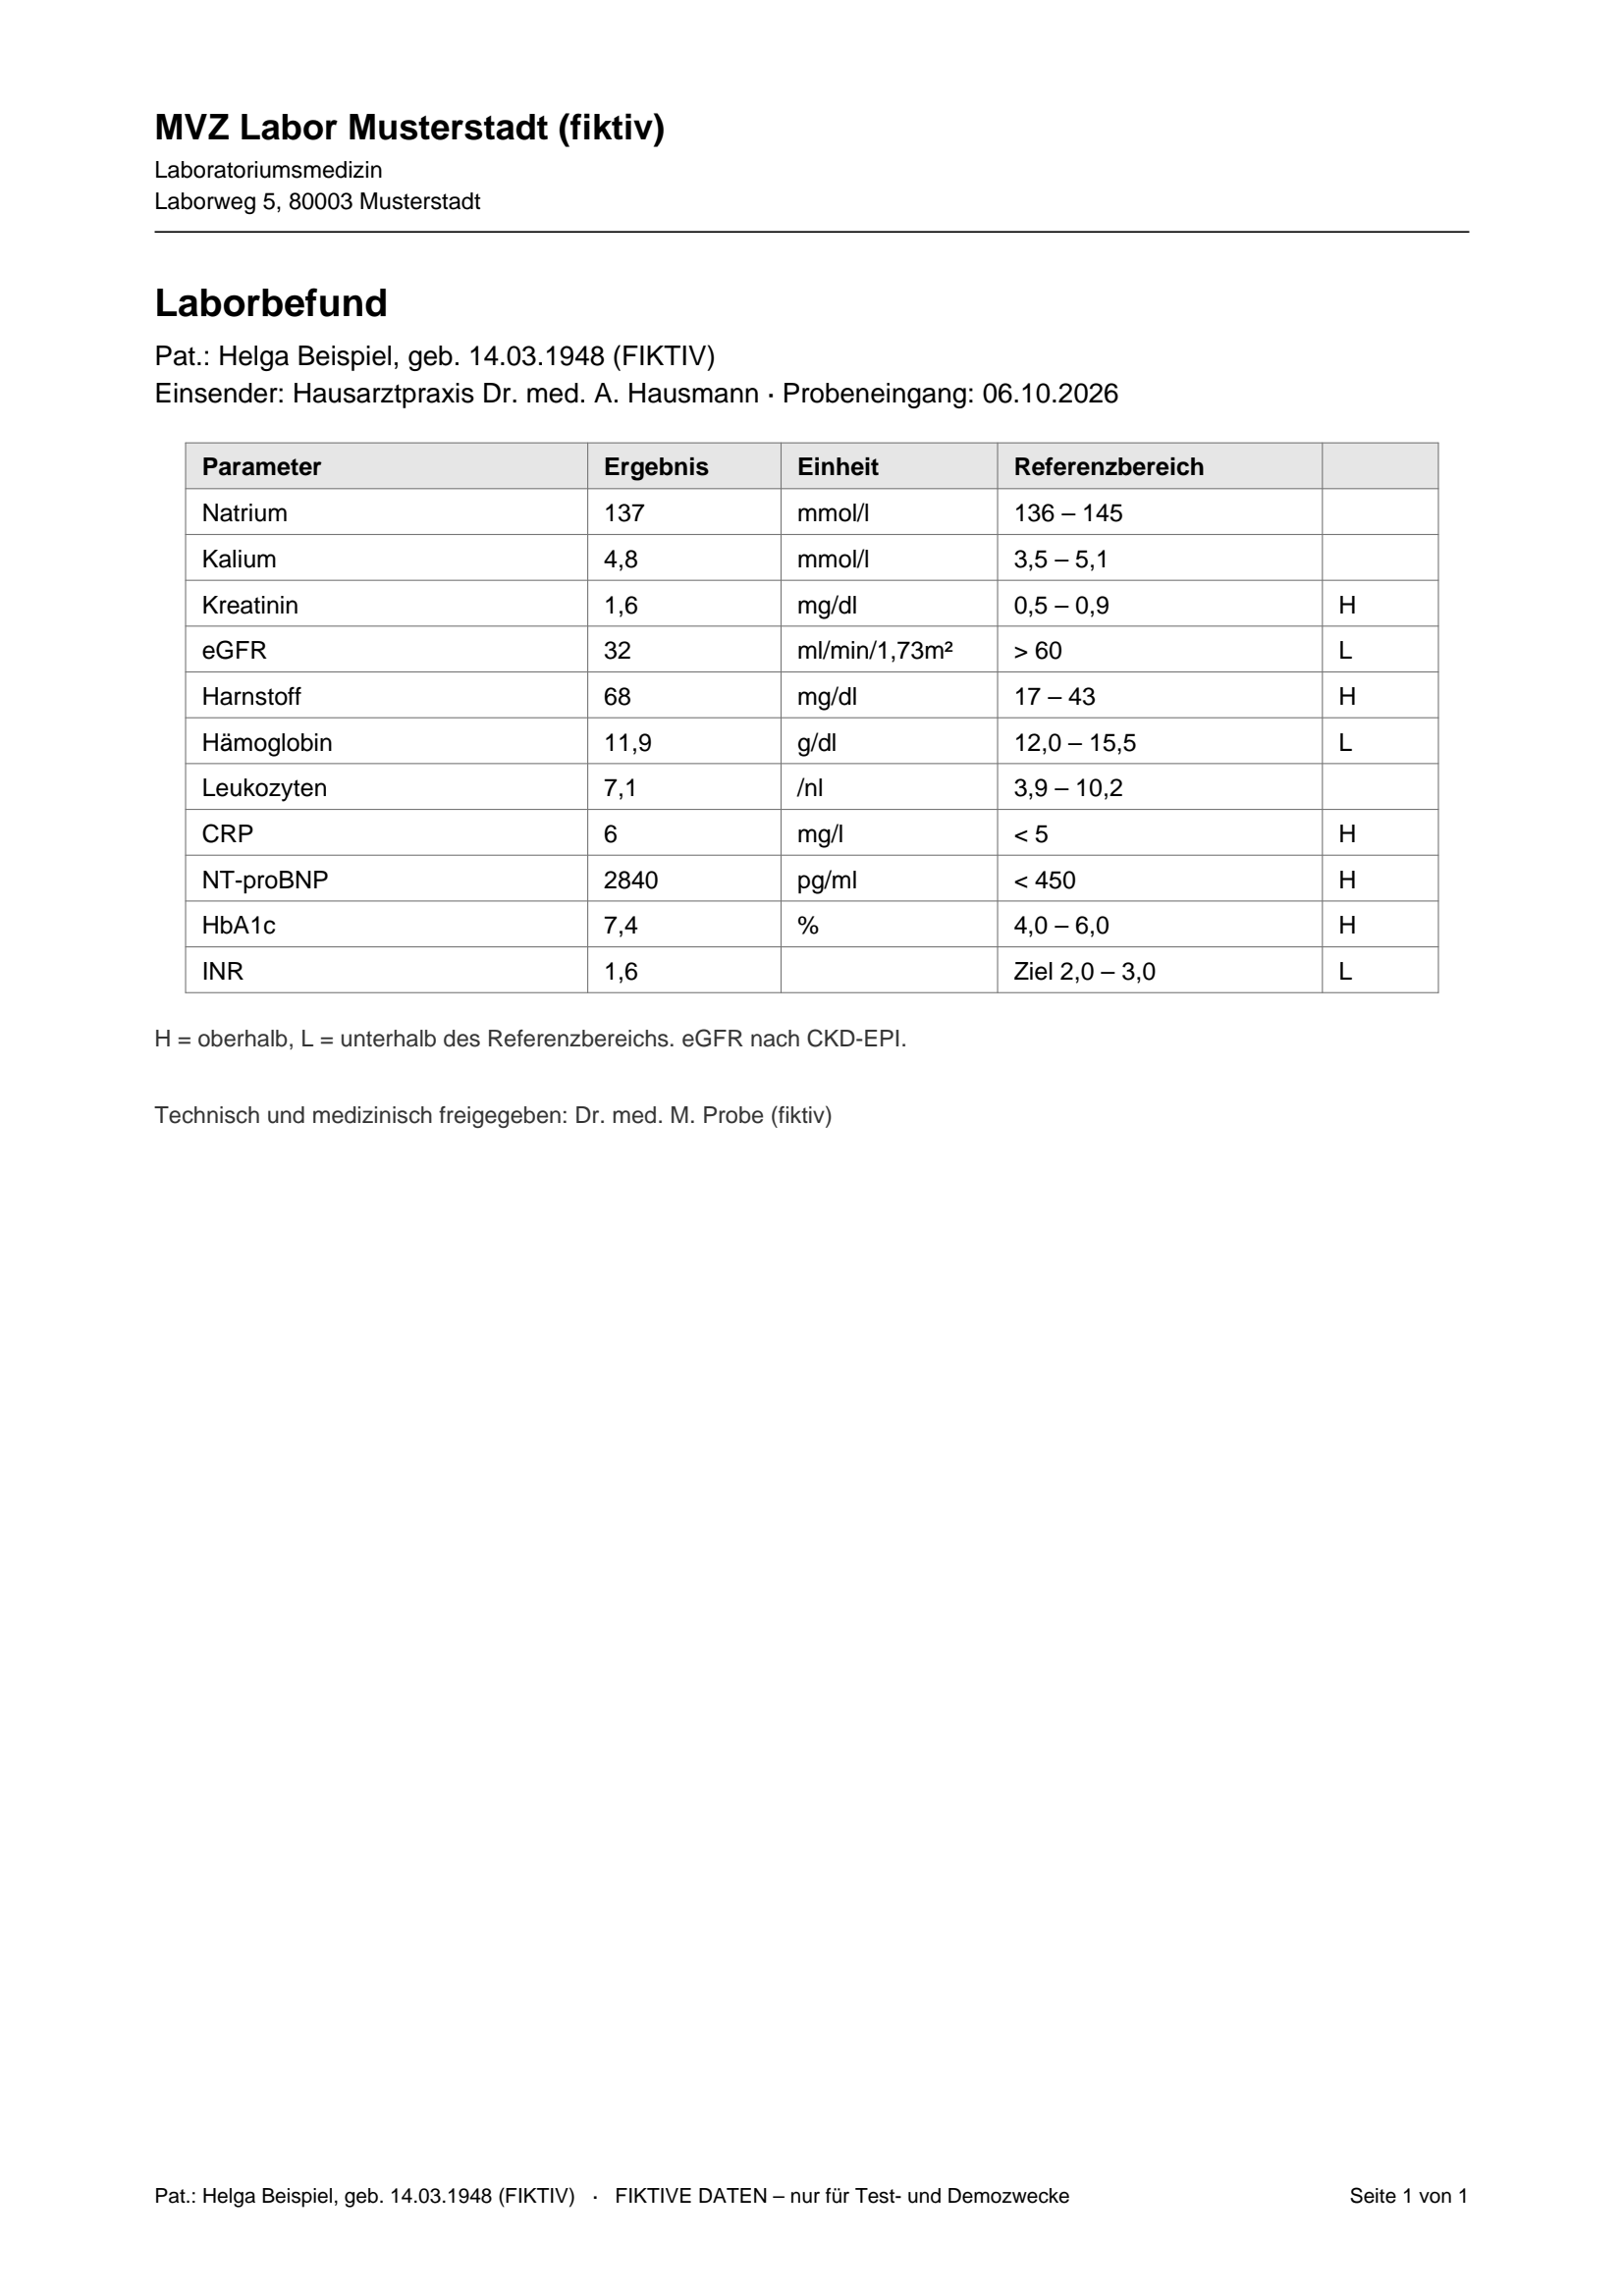 MVZ Labor Musterstadt (fiktiv)
Laboratoriumsmedizin
Laborweg 5, 80003 Musterstadt
Laborbefund
Pat.: Helga Beispiel, geb. 14.03.1948 (FIKTIV)
Einsender: Hausarztpraxis Dr. med. A. Hausmann · Probeneingang: 06.10.2026
Parameter Ergebnis Einheit Referenzbereich
Natrium 137 mmol/l 136 – 145
Kalium 4,8 mmol/l 3,5 – 5,1
Kreatinin 1,6 mg/dl 0,5 – 0,9 H
eGFR 32 ml/min/1,73m² > 60 L
Harnstoff 68 mg/dl 17 – 43 H
Hämoglobin 11,9 g/dl 12,0 – 15,5 L
Leukozyten 7,1 /nl 3,9 – 10,2
CRP 6 mg/l < 5 H
NT-proBNP 2840 pg/ml < 450 H
HbA1c 7,4 % 4,0 – 6,0 H
INR 1,6 Ziel 2,0 – 3,0 L
H = oberhalb, L = unterhalb des Referenzbereichs. eGFR nach CKD-EPI.
Technisch und medizinisch freigegeben: Dr. med. M. Probe (fiktiv)
Pat.: Helga Beispiel, geb. 14.03.1948 (FIKTIV) · FIKTIVE DATEN – nur für Test- und Demozwecke Seite 1 von 1